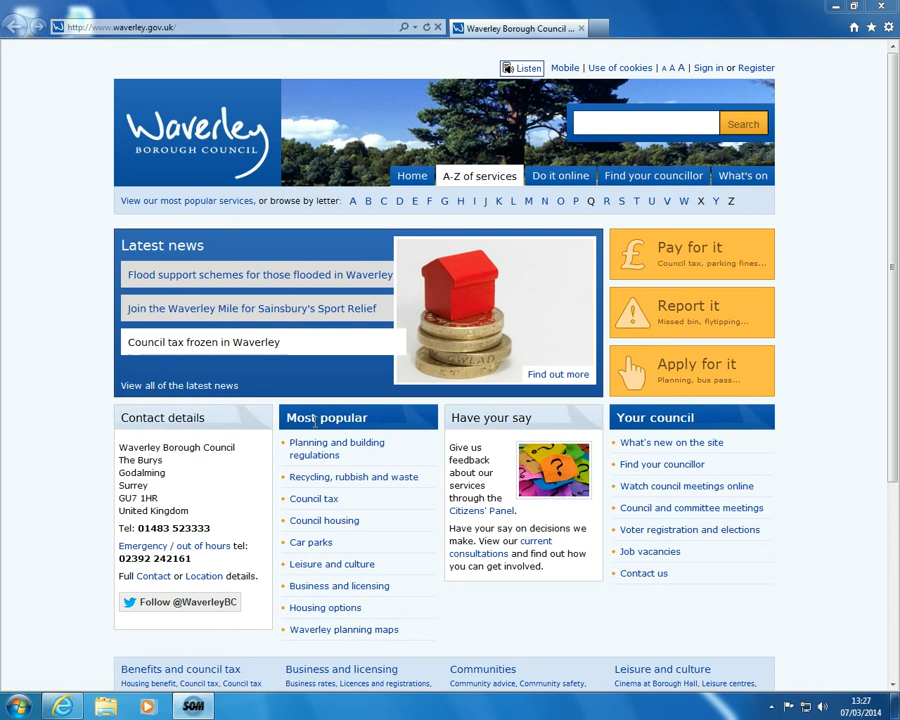 http://www.waverley.gov.uk/
Waverley Borough Council ...
Listen
Mobile | Use of cookies | A A A | Sign in or Register
Waverley
BOROUGH COUNCIL
Search
Home
A-Z of services
Do it online
Find your councillor
What's on
View our most popular services, or browse by letter: A B C D E F G H I J K L M N O P Q R S T U V W X Y Z
Latest news
Flood support schemes for those flooded in Waverley
Join the Waverley Mile for Sainsbury's Sport Relief
Council tax frozen in Waverley
View all of the latest news
Find out more
Pay for it
Council tax, parking fines...
Report it
Missed bin, flytipping...
Apply for it
Planning, bus pass...
Contact details
Waverley Borough Council
The Burys
Godalming
Surrey
GU7 1HR
United Kingdom
Tel: 01483 523333
Emergency / out of hours tel:
02392 242161
Full Contact or Location details.
Follow @WaverleyBC
Most popular
Planning and building
regulations
Recycling, rubbish and waste
Council tax
Council housing
Car parks
Leisure and culture
Business and licensing
Housing options
Waverley planning maps
Have your say
Give us
feedback
about our
services
through the
Citizens' Panel.
Have your say on decisions we
make. View our current
consultations and find out how
you can get involved.
Your council
What's new on the site
Find your councillor
Watch council meetings online
Council and committee meetings
Voter registration and elections
Job vacancies
Contact us
Benefits and council tax
Housing benefit, Council tax, Council tax
Business and licensing
Business rates, Licences and registrations,
Communities
Community advice, Community safety,
Leisure and culture
Cinema at Borough Hall, Leisure centres,
SOM
13:27
07/03/2014